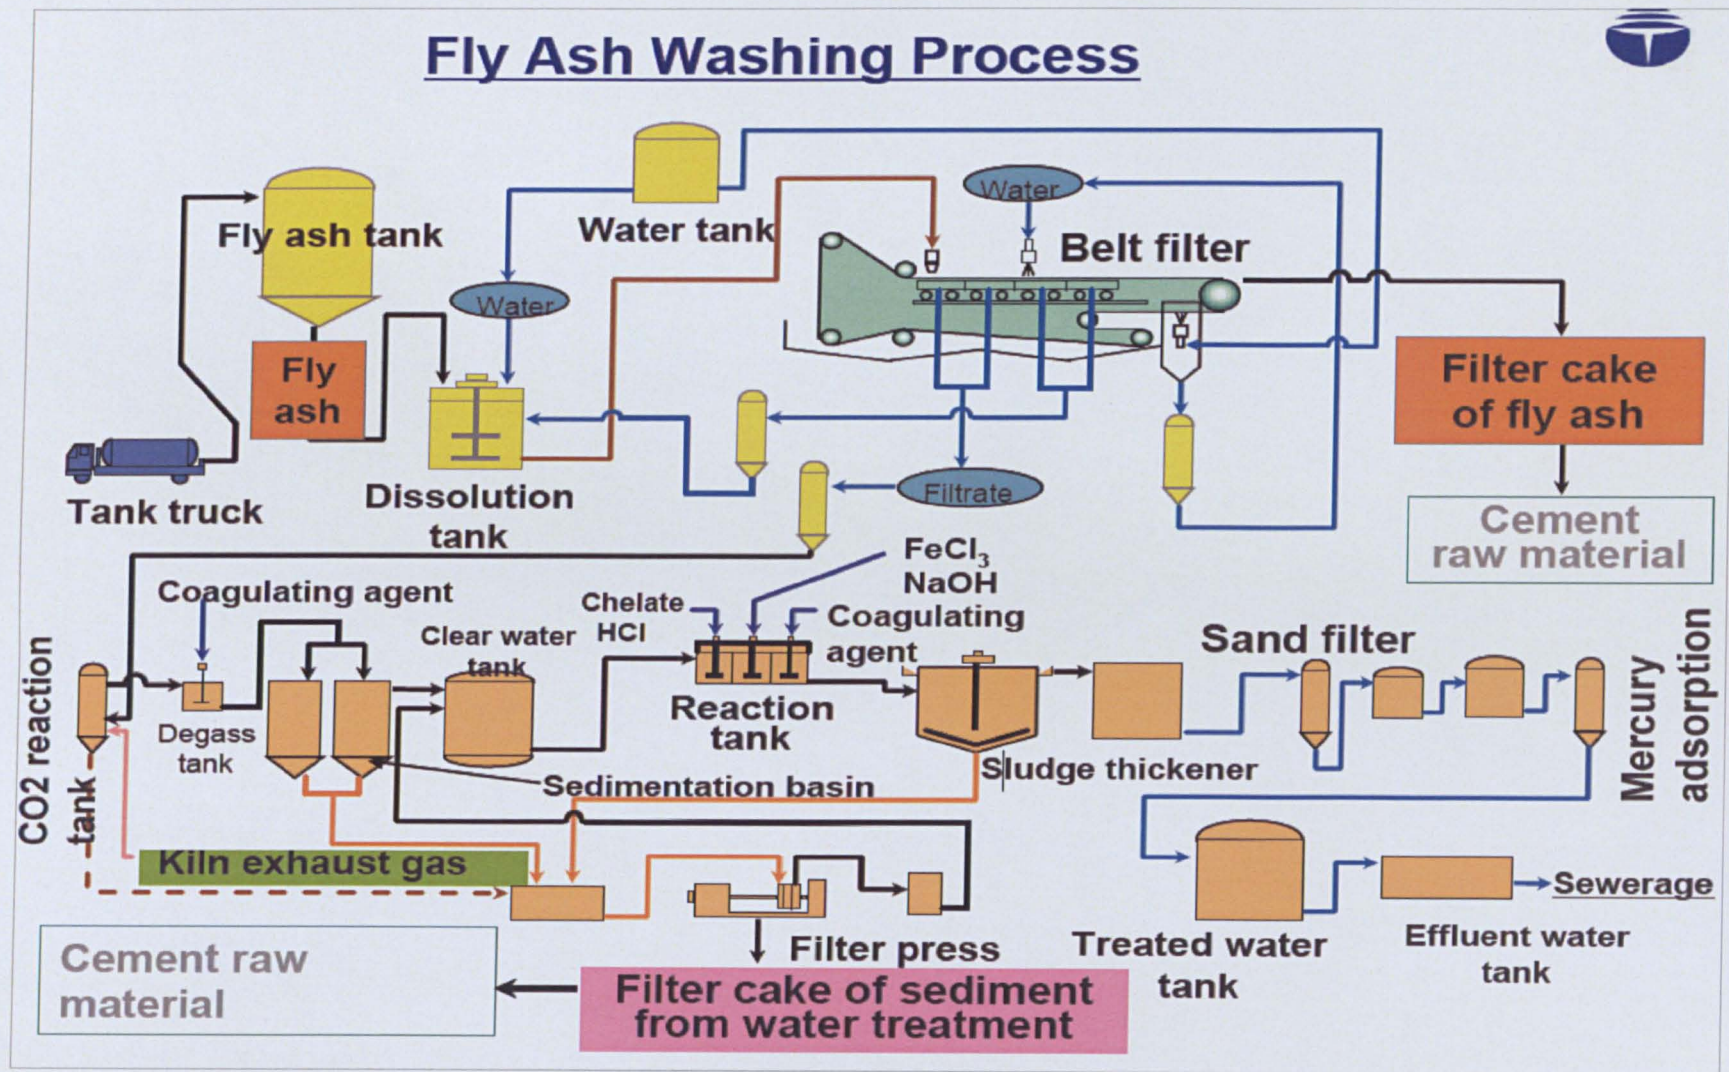 Fly Ash Washing Process
Water
Fly ash tank
Water tank
Belt filter
Water
Fly
ash
Filter cake
of fly ash
Tank truck
Dissolution
tank
Filtrate
Cement
raw material
FeCl₃
NaOH
Coagulating agent
Chelate
HCl
Coagulating
agent
Clear water
tank
Sand filter
CO2 reaction
tank
Mercury
adsorption
Degass
tank
Reaction
tank
Sedimentation basin
Sludge thickener
Kiln exhaust gas
Sewerage
Cement raw
material
Filter press
Treated water
tank
Effluent water
tank
Filter cake of sediment
from water treatment